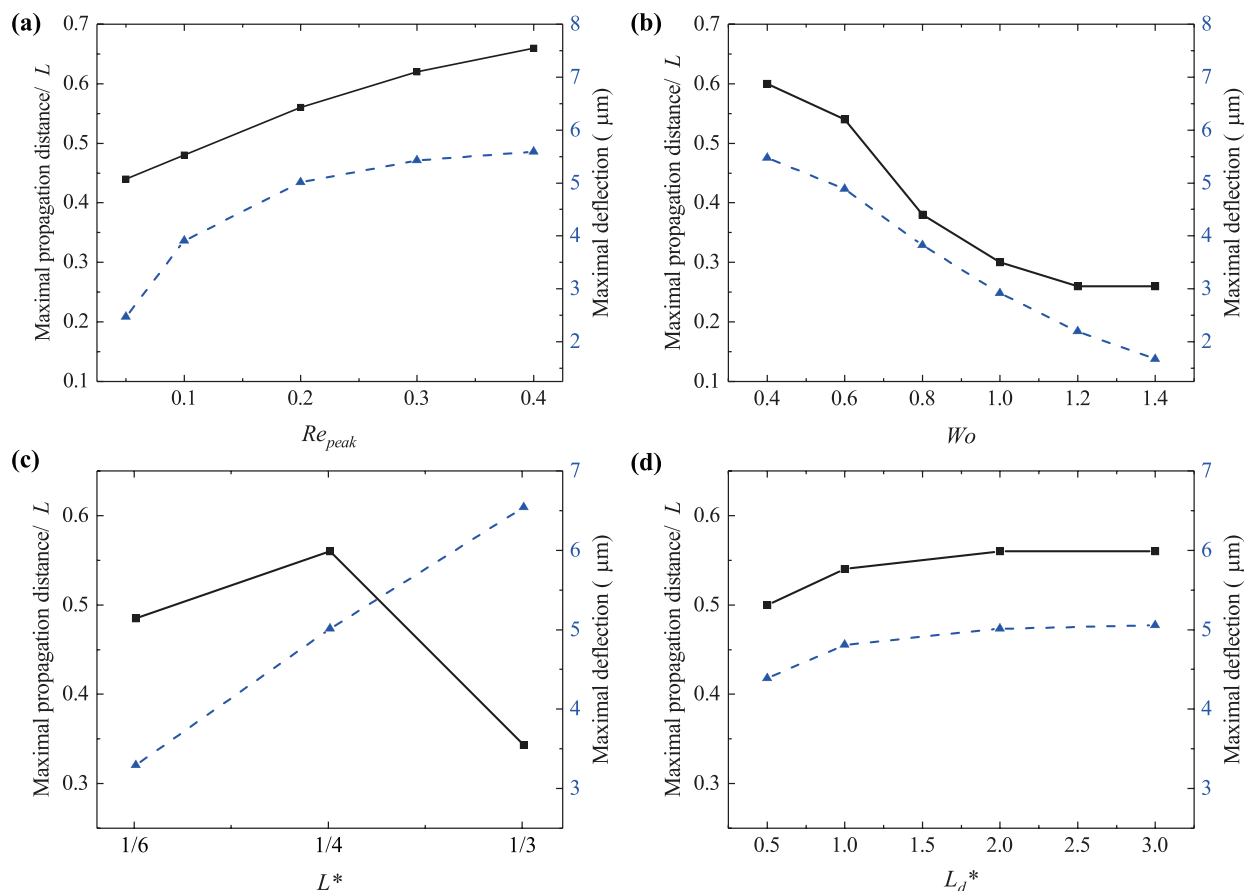 (a)
0.7
0.6
0.5
0.4
0.3
0.2
0.1
Maximal propagation distance/ L
8
7
6
5
4
3
2
Maximal deflection ( μm)
0.1 0.2 0.3 0.4
Re_peak
(b)
0.7
0.6
0.5
0.4
0.3
0.2
0.1
Maximal propagation distance/ L
8
7
6
5
4
3
2
Maximal deflection ( μm)
0.4 0.6 0.8 1.0 1.2 1.4
Wo
(c)
0.6
0.5
0.4
0.3
Maximal propagation distance/ L
7
6
5
4
3
Maximal deflection ( μm)
1/6 1/4 1/3
L*
(d)
0.6
0.5
0.4
0.3
Maximal propagation distance/ L
7
6
5
4
3
Maximal deflection ( μm)
0.5 1.0 1.5 2.0 2.5 3.0
L_d*